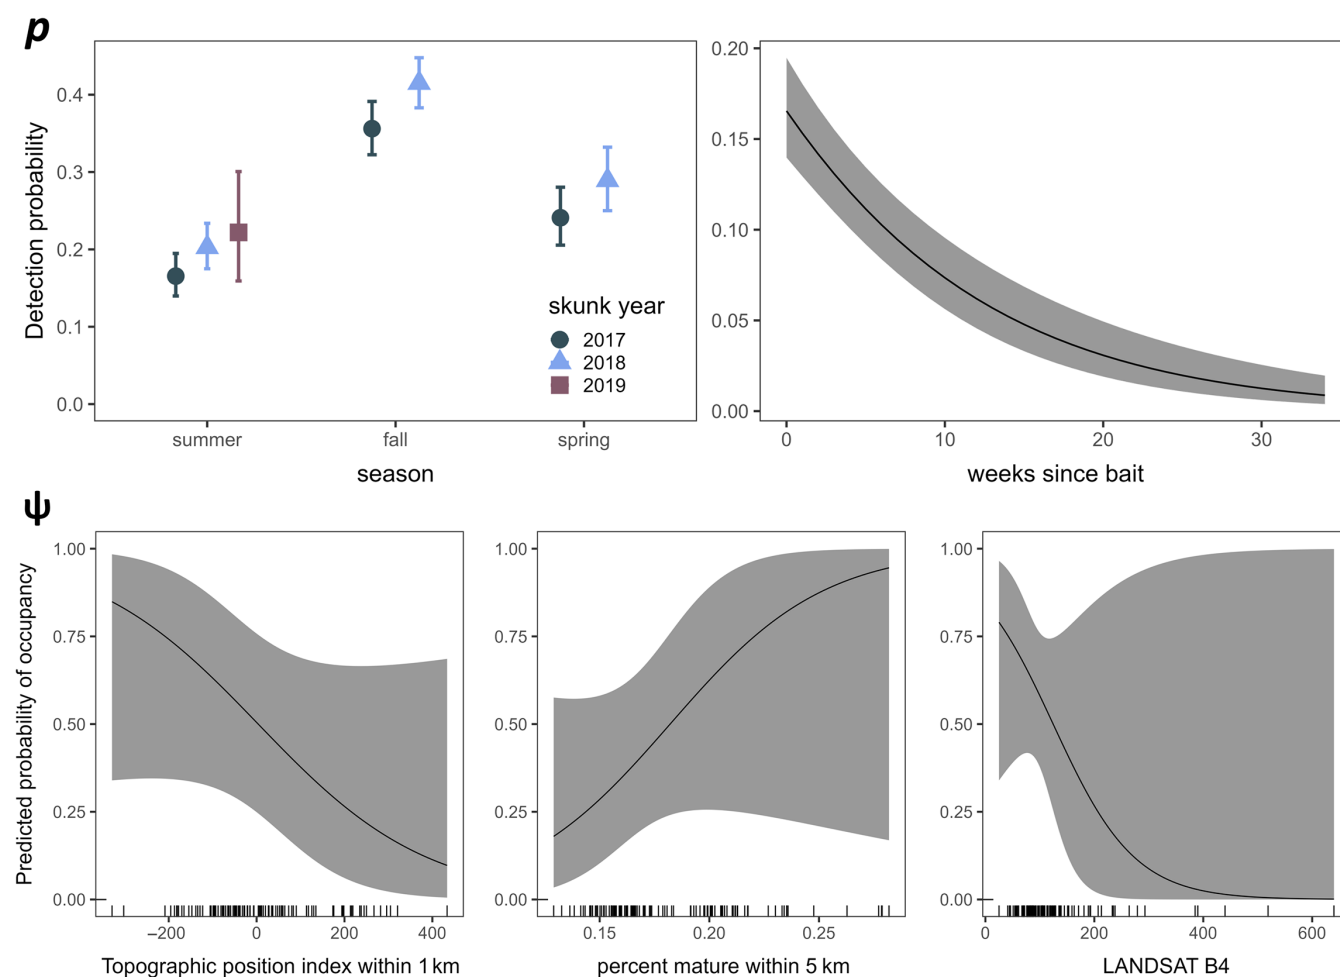 p
Detection probability
0.4
0.3
0.2
0.1
0.0
summer fall spring
season
skunk year
2017
2018
2019
0.20
0.15
0.10
0.05
0.00
0 10 20 30
weeks since bait
ψ
Predicted probability of occupancy
1.00
0.75
0.50
0.25
0.00
−200 0 200 400
Topographic position index within 1 km
1.00
0.75
0.50
0.25
0.00
0.15 0.20 0.25
percent mature within 5 km
1.00
0.75
0.50
0.25
0.00
0 200 400 600
LANDSAT B4